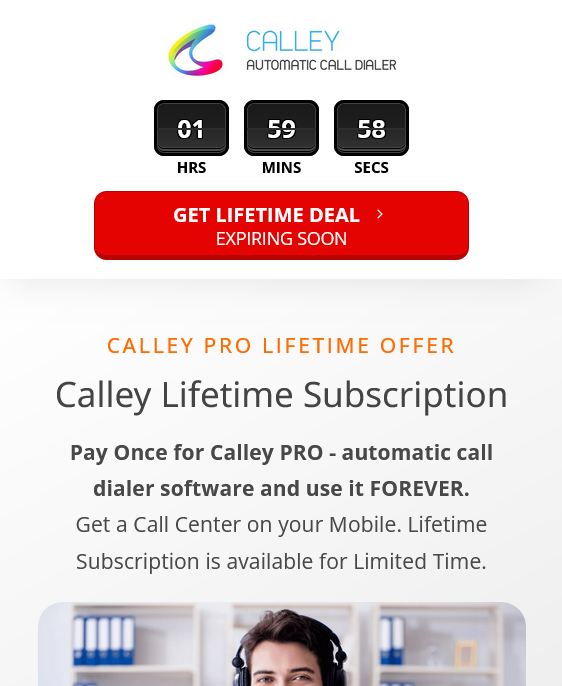 CALLEY
AUTOMATIC CALL DIALER
01 59 58
HRS MINS SECS
GET LIFETIME DEAL >
EXPIRING SOON
CALLEY PRO LIFETIME OFFER
Calley Lifetime Subscription
Pay Once for Calley PRO - automatic call
dialer software and use it FOREVER.
Get a Call Center on your Mobile. Lifetime
Subscription is available for Limited Time.